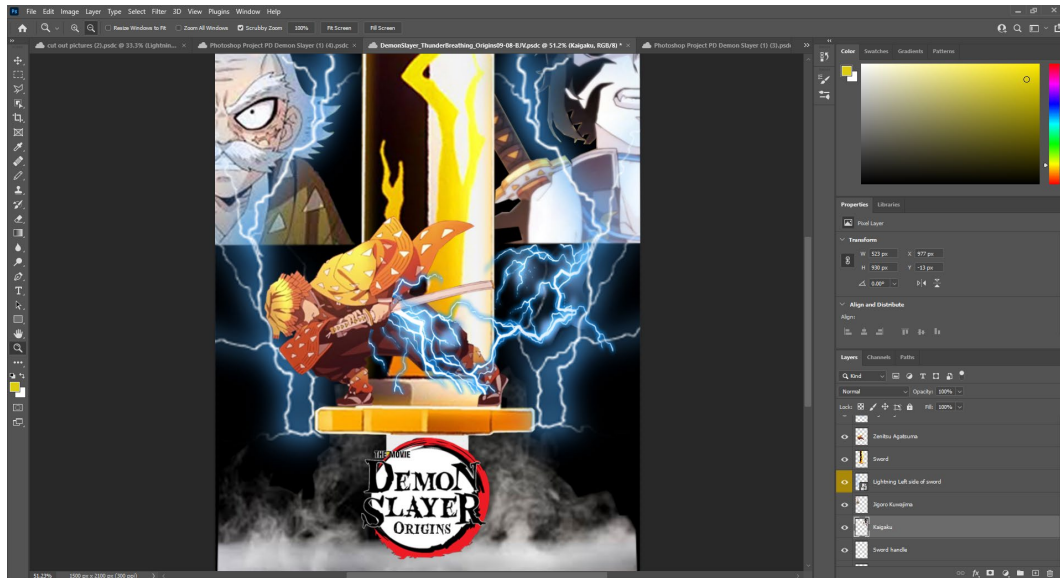 Ps File Edit Image Layer Type Select Filter 3D View Plugins Window Help
Resize Windows to Fit Zoom All Windows Scrubby Zoom 100% Fit Screen Fill Screen
cut out pictures (2).psdc @ 33.3% (Lightnin... × Photoshop Project PD Demon Slayer (1) (4).psdc × DemonSlayer_ThunderBreathing_Origins09-08-BJV.psdc @ 51.2% (Kaigaku, RGB/8) * × Photoshop Project PD Demon Slayer (1) (3).psdc
THE MOVIE
DEMON
SLAYER
ORIGINS
51.23% 1500 px x 2100 px (300 ppi)
Color Swatches Gradients Patterns
Properties Libraries
Pixel Layer
Transform
W 523 px X 977 px
H 930 px Y -13 px
0.00°
Align and Distribute
Align:
Layers Channels Paths
Kind
Normal Opacity: 100%
Lock: Fill: 100%
Zenitsu Agatsuma
Sword
Lightning Left side of sword
Jigoro Kuwajima
Kaigaku
Sword handle
fx